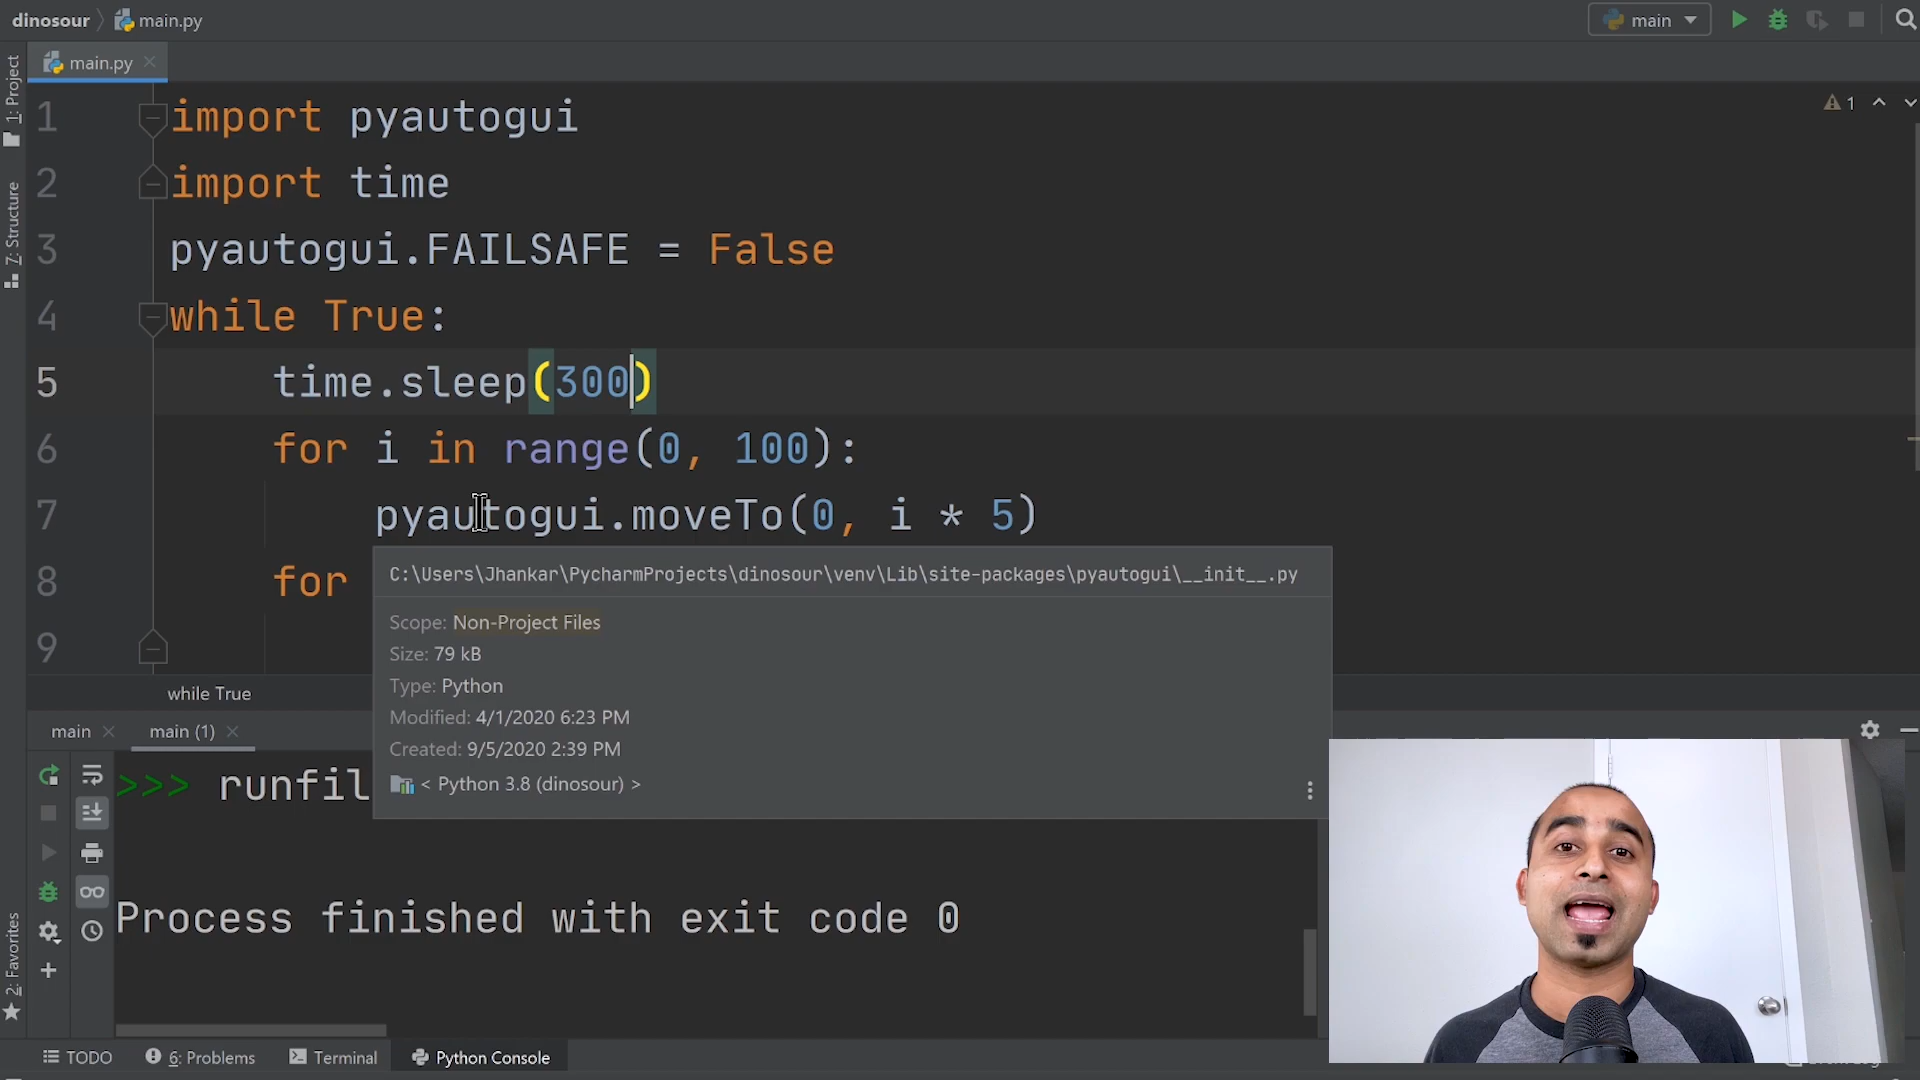 dinosour
main.py
main
main.py
1: Project
7: Structure
2: Favorites
1
1 import pyautogui
2 import time
3 pyautogui.FAILSAFE = False
4 while True:
5 time.sleep(300)
6 for i in range(0, 100):
7 pyautogui.moveTo(0, i * 5)
8 for
9
C:\Users\Jhankar\PycharmProjects\dinosour\venv\Lib\site-packages\pyautogui\__init__.py
Scope: Non-Project Files
Size: 79 kB
Type: Python
Modified: 4/1/2020 6:23 PM
Created: 9/5/2020 2:39 PM
< Python 3.8 (dinosour) >
while True
main
main (1)
>>> runfil
Process finished with exit code 0
TODO
6: Problems
Terminal
Python Console